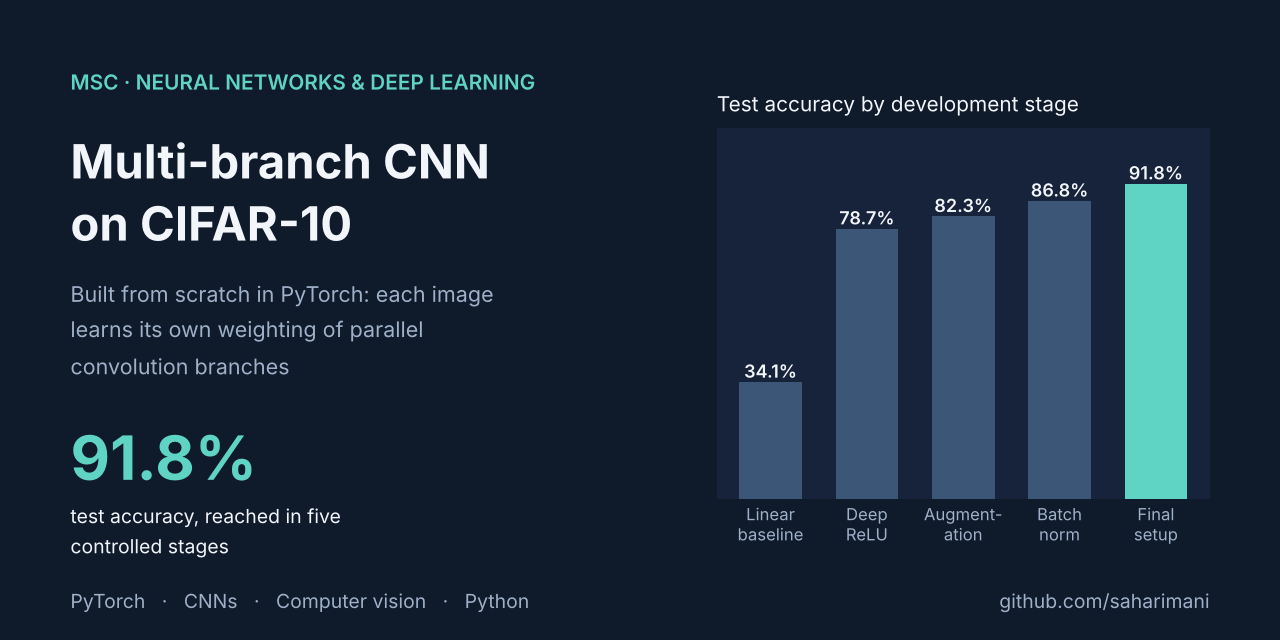 MSC · NEURAL NETWORKS & DEEP LEARNING
Multi-branch CNN
on CIFAR-10
Built from scratch in PyTorch: each image
learns its own weighting of parallel
convolution branches
91.8%
test accuracy, reached in five
controlled stages
PyTorch · CNNs · Computer vision · Python
Test accuracy by development stage
34.1%
78.7%
82.3%
86.8%
91.8%
Linear
baseline
Deep
ReLU
Augment-
ation
Batch
norm
Final
setup
github.com/saharimani